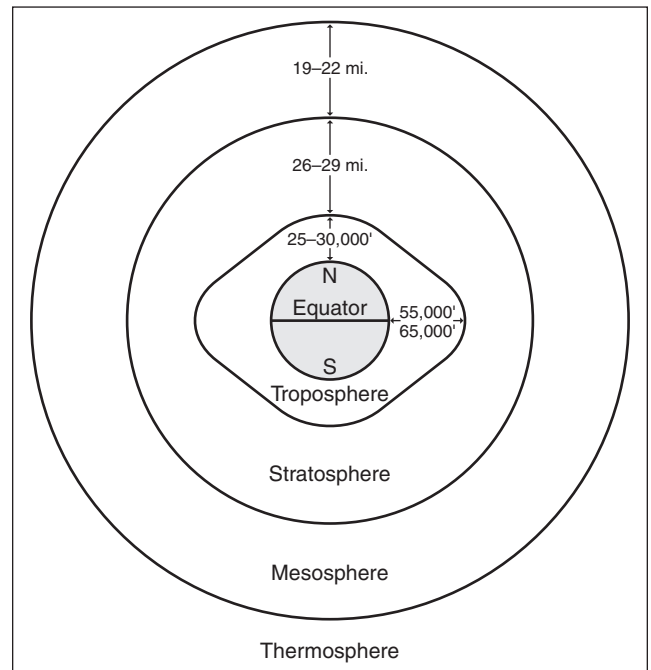 19–22 mi.
26–29 mi.
25–30,000'
N
Equator
55,000'
65,000'
S
Troposphere
Stratosphere
Mesosphere
Thermosphere